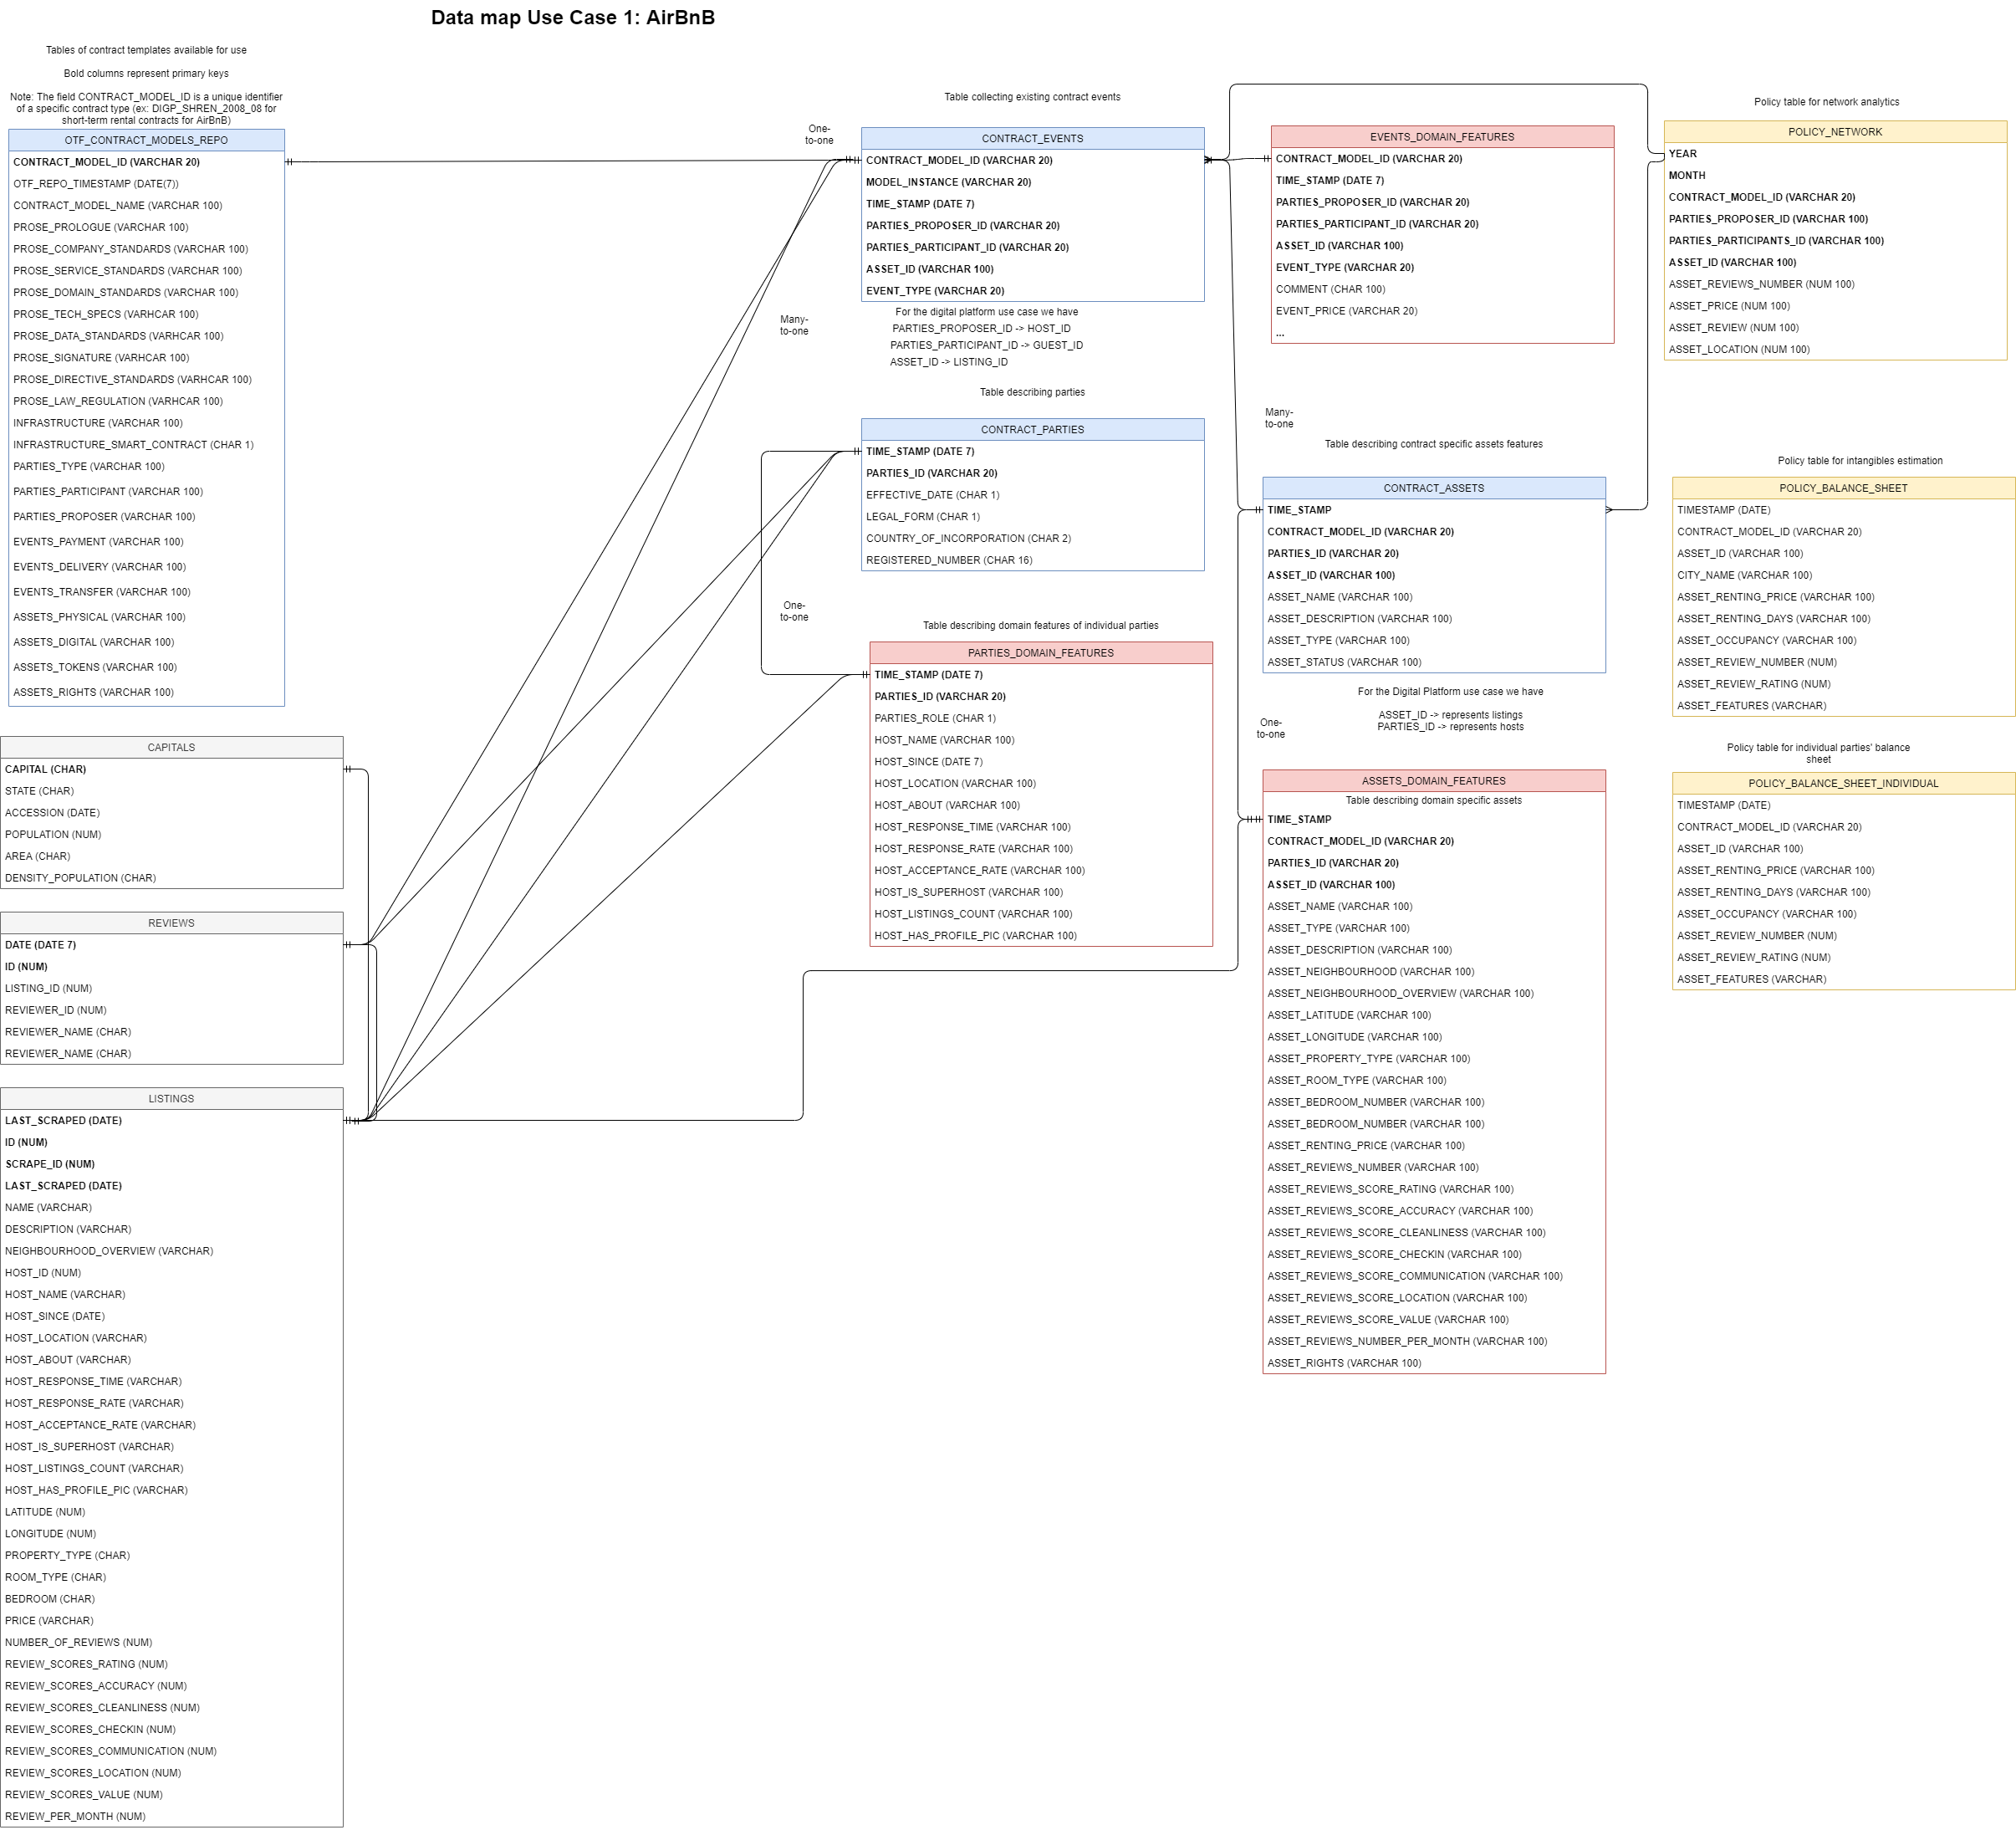 Data map Use Case 1: AirBnB
Tables of contract templates available for use
Bold columns represent primary keys
Note: The field CONTRACT_MODEL_ID is a unique identifier
of a specific contract type (ex: DIGP_SHREN_2008_08 for
short-term rental contracts for AirBnB)
OTF_CONTRACT_MODELS_REPO
CONTRACT_MODEL_ID (VARCHAR 20)
OTF_REPO_TIMESTAMP (DATE(7))
CONTRACT_MODEL_NAME (VARCHAR 100)
PROSE_PROLOGUE (VARCHAR 100)
PROSE_COMPANY_STANDARDS (VARCHAR 100)
PROSE_SERVICE_STANDARDS (VARCHAR 100)
PROSE_DOMAIN_STANDARDS (VARCHAR 100)
PROSE_TECH_SPECS (VARHCAR 100)
PROSE_DATA_STANDARDS (VARHCAR 100)
PROSE_SIGNATURE (VARHCAR 100)
PROSE_DIRECTIVE_STANDARDS (VARHCAR 100)
PROSE_LAW_REGULATION (VARHCAR 100)
INFRASTRUCTURE (VARCHAR 100)
INFRASTRUCTURE_SMART_CONTRACT (CHAR 1)
PARTIES_TYPE (VARCHAR 100)
PARTIES_PARTICIPANT (VARCHAR 100)
PARTIES_PROPOSER (VARCHAR 100)
EVENTS_PAYMENT (VARCHAR 100)
EVENTS_DELIVERY (VARCHAR 100)
EVENTS_TRANSFER (VARCHAR 100)
ASSETS_PHYSICAL (VARCHAR 100)
ASSETS_DIGITAL (VARCHAR 100)
ASSETS_TOKENS (VARCHAR 100)
ASSETS_RIGHTS (VARCHAR 100)
CAPITALS
CAPITAL (CHAR)
STATE (CHAR)
ACCESSION (DATE)
POPULATION (NUM)
AREA (CHAR)
DENSITY_POPULATION (CHAR)
REVIEWS
DATE (DATE 7)
ID (NUM)
LISTING_ID (NUM)
REVIEWER_ID (NUM)
REVIEWER_NAME (CHAR)
REVIEWER_NAME (CHAR)
LISTINGS
LAST_SCRAPED (DATE)
ID (NUM)
SCRAPE_ID (NUM)
LAST_SCRAPED (DATE)
NAME (VARCHAR)
DESCRIPTION (VARCHAR)
NEIGHBOURHOOD_OVERVIEW (VARCHAR)
HOST_ID (NUM)
HOST_NAME (VARCHAR)
HOST_SINCE (DATE)
HOST_LOCATION (VARCHAR)
HOST_ABOUT (VARCHAR)
HOST_RESPONSE_TIME (VARCHAR)
HOST_RESPONSE_RATE (VARCHAR)
HOST_ACCEPTANCE_RATE (VARCHAR)
HOST_IS_SUPERHOST (VARCHAR)
HOST_LISTINGS_COUNT (VARCHAR)
HOST_HAS_PROFILE_PIC (VARCHAR)
LATITUDE (NUM)
LONGITUDE (NUM)
PROPERTY_TYPE (CHAR)
ROOM_TYPE (CHAR)
BEDROOM (CHAR)
PRICE (VARCHAR)
NUMBER_OF_REVIEWS (NUM)
REVIEW_SCORES_RATING (NUM)
REVIEW_SCORES_ACCURACY (NUM)
REVIEW_SCORES_CLEANLINESS (NUM)
REVIEW_SCORES_CHECKIN (NUM)
REVIEW_SCORES_COMMUNICATION (NUM)
REVIEW_SCORES_LOCATION (NUM)
REVIEW_SCORES_VALUE (NUM)
REVIEW_PER_MONTH (NUM)
One-
to-one
Many-
to-one
One-
to-one
Table collecting existing contract events
CONTRACT_EVENTS
CONTRACT_MODEL_ID (VARCHAR 20)
MODEL_INSTANCE (VARCHAR 20)
TIME_STAMP (DATE 7)
PARTIES_PROPOSER_ID (VARCHAR 20)
PARTIES_PARTICIPANT_ID (VARCHAR 20)
ASSET_ID (VARCHAR 100)
EVENT_TYPE (VARCHAR 20)
For the digital platform use case we have
PARTIES_PROPOSER_ID -> HOST_ID
PARTIES_PARTICIPANT_ID -> GUEST_ID
ASSET_ID -> LISTING_ID
Table describing parties
CONTRACT_PARTIES
TIME_STAMP (DATE 7)
PARTIES_ID (VARCHAR 20)
EFFECTIVE_DATE (CHAR 1)
LEGAL_FORM (CHAR 1)
COUNTRY_OF_INCORPORATION (CHAR 2)
REGISTERED_NUMBER (CHAR 16)
Table describing domain features of individual parties
PARTIES_DOMAIN_FEATURES
TIME_STAMP (DATE 7)
PARTIES_ID (VARCHAR 20)
PARTIES_ROLE (CHAR 1)
HOST_NAME (VARCHAR 100)
HOST_SINCE (DATE 7)
HOST_LOCATION (VARCHAR 100)
HOST_ABOUT (VARCHAR 100)
HOST_RESPONSE_TIME (VARCHAR 100)
HOST_RESPONSE_RATE (VARCHAR 100)
HOST_ACCEPTANCE_RATE (VARCHAR 100)
HOST_IS_SUPERHOST (VARCHAR 100)
HOST_LISTINGS_COUNT (VARCHAR 100)
HOST_HAS_PROFILE_PIC (VARCHAR 100)
EVENTS_DOMAIN_FEATURES
CONTRACT_MODEL_ID (VARCHAR 20)
TIME_STAMP (DATE 7)
PARTIES_PROPOSER_ID (VARCHAR 20)
PARTIES_PARTICIPANT_ID (VARCHAR 20)
ASSET_ID (VARCHAR 100)
EVENT_TYPE (VARCHAR 20)
COMMENT (CHAR 100)
EVENT_PRICE (VARCHAR 20)
...
Many-
to-one
Table describing contract specific assets features
CONTRACT_ASSETS
TIME_STAMP
CONTRACT_MODEL_ID (VARCHAR 20)
PARTIES_ID (VARCHAR 20)
ASSET_ID (VARCHAR 100)
ASSET_NAME (VARCHAR 100)
ASSET_DESCRIPTION (VARCHAR 100)
ASSET_TYPE (VARCHAR 100)
ASSET_STATUS (VARCHAR 100)
For the Digital Platform use case we have
ASSET_ID -> represents listings
PARTIES_ID -> represents hosts
One-
to-one
ASSETS_DOMAIN_FEATURES
Table describing domain specific assets
TIME_STAMP
CONTRACT_MODEL_ID (VARCHAR 20)
PARTIES_ID (VARCHAR 20)
ASSET_ID (VARCHAR 100)
ASSET_NAME (VARCHAR 100)
ASSET_TYPE (VARCHAR 100)
ASSET_DESCRIPTION (VARCHAR 100)
ASSET_NEIGHBOURHOOD (VARCHAR 100)
ASSET_NEIGHBOURHOOD_OVERVIEW (VARCHAR 100)
ASSET_LATITUDE (VARCHAR 100)
ASSET_LONGITUDE (VARCHAR 100)
ASSET_PROPERTY_TYPE (VARCHAR 100)
ASSET_ROOM_TYPE (VARCHAR 100)
ASSET_BEDROOM_NUMBER (VARCHAR 100)
ASSET_BEDROOM_NUMBER (VARCHAR 100)
ASSET_RENTING_PRICE (VARCHAR 100)
ASSET_REVIEWS_NUMBER (VARCHAR 100)
ASSET_REVIEWS_SCORE_RATING (VARCHAR 100)
ASSET_REVIEWS_SCORE_ACCURACY (VARCHAR 100)
ASSET_REVIEWS_SCORE_CLEANLINESS (VARCHAR 100)
ASSET_REVIEWS_SCORE_CHECKIN (VARCHAR 100)
ASSET_REVIEWS_SCORE_COMMUNICATION (VARCHAR 100)
ASSET_REVIEWS_SCORE_LOCATION (VARCHAR 100)
ASSET_REVIEWS_SCORE_VALUE (VARCHAR 100)
ASSET_REVIEWS_NUMBER_PER_MONTH (VARCHAR 100)
ASSET_RIGHTS (VARCHAR 100)
Policy table for network analytics
POLICY_NETWORK
YEAR
MONTH
CONTRACT_MODEL_ID (VARCHAR 20)
PARTIES_PROPOSER_ID (VARCHAR 100)
PARTIES_PARTICIPANTS_ID (VARCHAR 100)
ASSET_ID (VARCHAR 100)
ASSET_REVIEWS_NUMBER (NUM 100)
ASSET_PRICE (NUM 100)
ASSET_REVIEW (NUM 100)
ASSET_LOCATION (NUM 100)
Policy table for intangibles estimation
POLICY_BALANCE_SHEET
TIMESTAMP (DATE)
CONTRACT_MODEL_ID (VARCHAR 20)
ASSET_ID (VARCHAR 100)
CITY_NAME (VARCHAR 100)
ASSET_RENTING_PRICE (VARCHAR 100)
ASSET_RENTING_DAYS (VARCHAR 100)
ASSET_OCCUPANCY (VARCHAR 100)
ASSET_REVIEW_NUMBER (NUM)
ASSET_REVIEW_RATING (NUM)
ASSET_FEATURES (VARCHAR)
Policy table for individual parties' balance
sheet
POLICY_BALANCE_SHEET_INDIVIDUAL
TIMESTAMP (DATE)
CONTRACT_MODEL_ID (VARCHAR 20)
ASSET_ID (VARCHAR 100)
ASSET_RENTING_PRICE (VARCHAR 100)
ASSET_RENTING_DAYS (VARCHAR 100)
ASSET_OCCUPANCY (VARCHAR 100)
ASSET_REVIEW_NUMBER (NUM)
ASSET_REVIEW_RATING (NUM)
ASSET_FEATURES (VARCHAR)